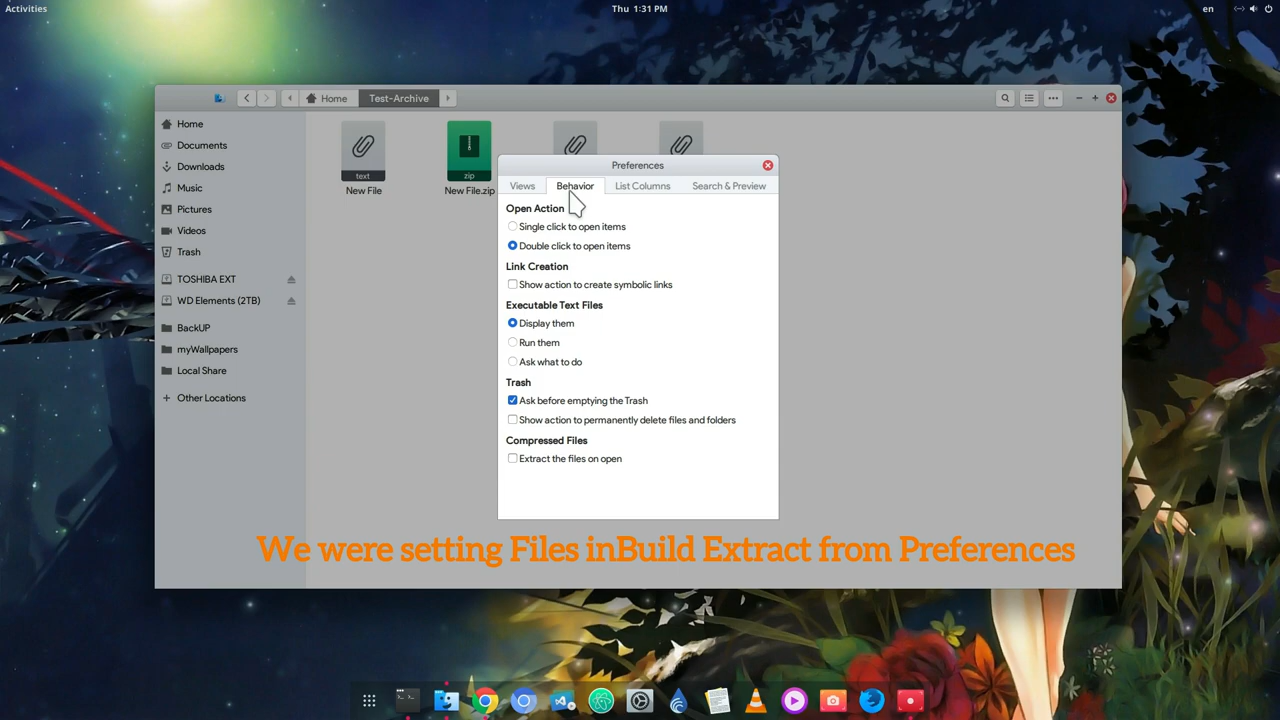 Activities
Thu 1:31 PM
en
Home
Test-Archive
Home
Documents
Downloads
Music
Pictures
Videos
Trash
TOSHIBA EXT
WD Elements (2TB)
BackUP
myWallpapers
Local Share
Other Locations
text
New File
zip
New File.zip
Preferences
Views
Behavior
List Columns
Search & Preview
Open Action
Single click to open items
Double click to open items
Link Creation
Show action to create symbolic links
Executable Text Files
Display them
Run them
Ask what to do
Trash
Ask before emptying the Trash
Show action to permanently delete files and folders
Compressed Files
Extract the files on open
We were setting Files inBuild Extract from Preferences